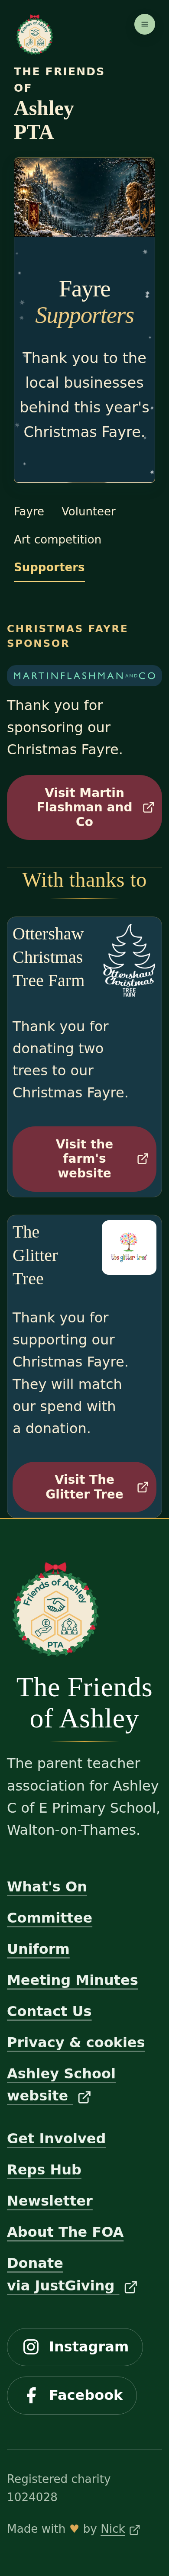 Friends of Ashley
PTA
THE FRIENDS
OF
Ashley
PTA
Fayre
Supporters
Thank you to the
local businesses
behind this year's
Christmas Fayre.
Fayre Volunteer
Art competition
Supporters
CHRISTMAS FAYRE
SPONSOR
MARTINFLASHMANANDCO
Thank you for
sponsoring our
Christmas Fayre.
Visit Martin
Flashman and
Co
With thanks to
Ottershaw
Christmas
Tree Farm
Ottershaw
Christmas
TREE
FARM
Thank you for
donating two
trees to our
Christmas Fayre.
Visit the
farm's
website
The
Glitter
Tree
the glitter tree
Thank you for
supporting our
Christmas Fayre.
They will match
our spend with
a donation.
Visit The
Glitter Tree
Friends of Ashley
PTA
The Friends
of Ashley
The parent teacher
association for Ashley
C of E Primary School,
Walton-on-Thames.
What's On
Committee
Uniform
Meeting Minutes
Contact Us
Privacy & cookies
Ashley School
website
Get Involved
Reps Hub
Newsletter
About The FOA
Donate
via JustGiving
Instagram
Facebook
Registered charity
1024028
Made with ♥ by Nick